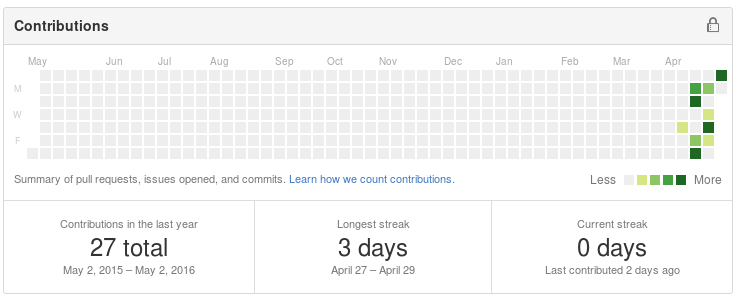 Contributions
May Jun Jul Aug Sep Oct Nov Dec Jan Feb Mar Apr
M
W
F
Summary of pull requests, issues opened, and commits. Learn how we count contributions.
Less More
Contributions in the last year
27 total
May 2, 2015 – May 2, 2016
Longest streak
3 days
April 27 – April 29
Current streak
0 days
Last contributed 2 days ago